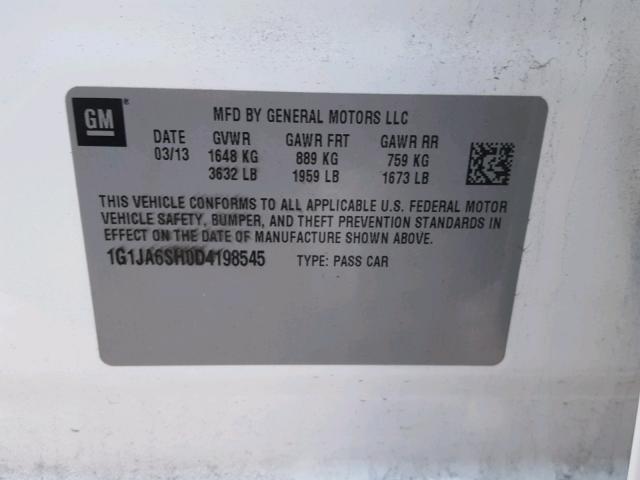 GM ®
MFD BY GENERAL MOTORS LLC
DATE GVWR GAWR FRT GAWR RR
03/13 1648 KG 889 KG 759 KG
3632 LB 1959 LB 1673 LB
THIS VEHICLE CONFORMS TO ALL APPLICABLE U.S. FEDERAL MOTOR
VEHICLE SAFETY, BUMPER, AND THEFT PREVENTION STANDARDS IN
EFFECT ON THE DATE OF MANUFACTURE SHOWN ABOVE.
1G1JA6SH0D4198545 TYPE: PASS CAR